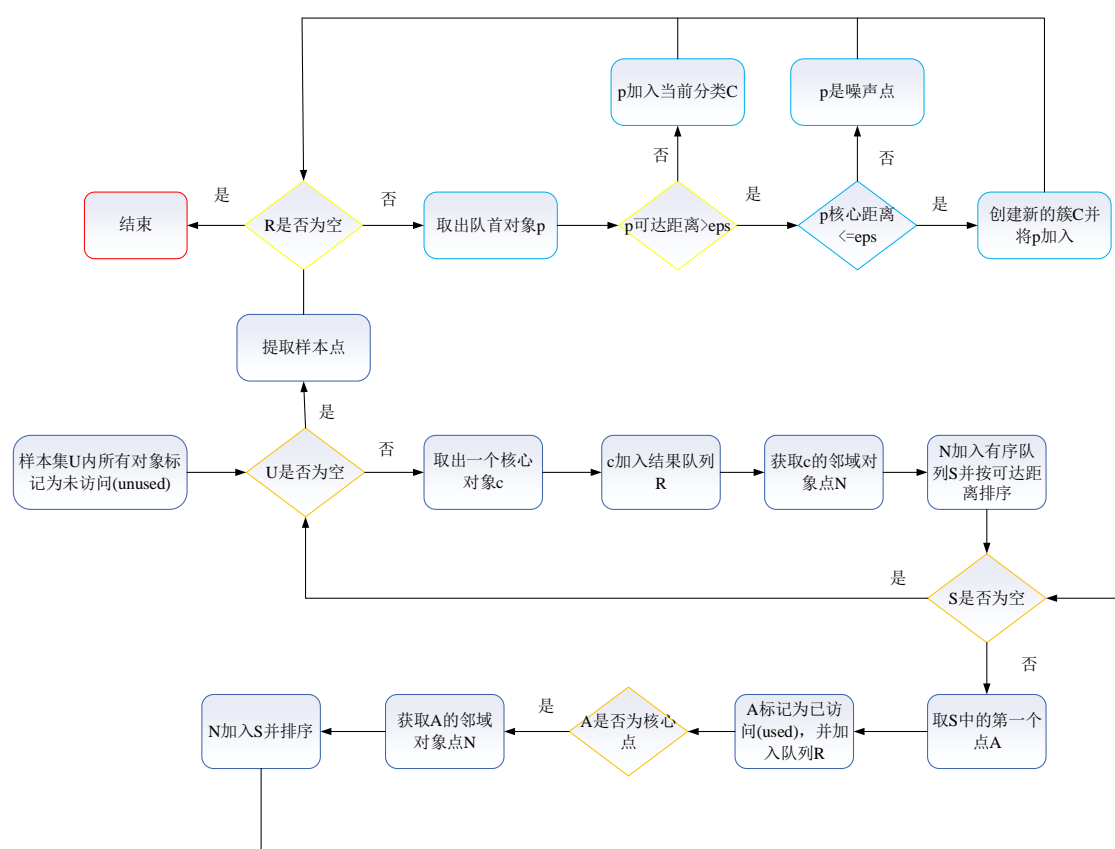 p加入当前分类C
p是噪声点
否
否
是
否
是
是
结束
R是否为空
取出队首对象p
p可达距离>eps
p核心距离
<=eps
创建新的簇C并
将p加入
提取样本点
是
否
样本集U内所有对象标
记为未访问(unused)
U是否为空
取出一个核心
对象c
c加入结果队列
R
获取c的邻域对
象点N
N加入有序队
列S并按可达距
离排序
是
S是否为空
否
N加入S并排序
获取A的邻域
对象点N
是
A是否为核心
点
A标记为已访
问(used)，并加
入队列R
取S中的第一个
点A